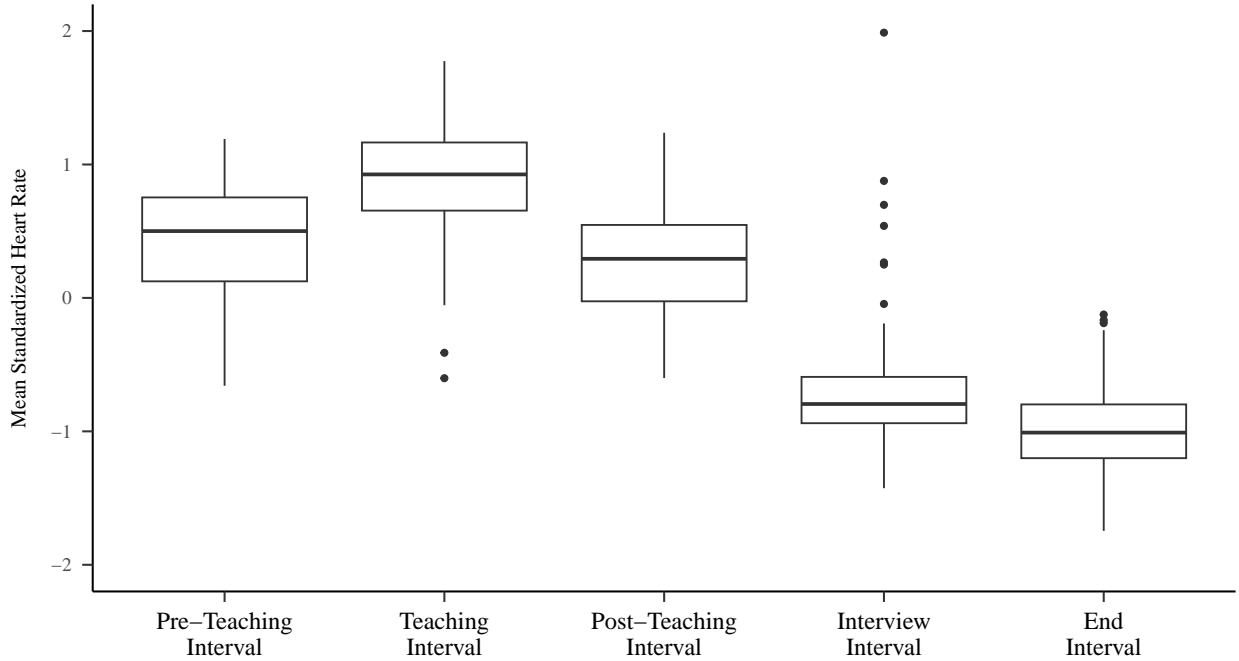 Mean Standardized Heart Rate
2
1
0
−1
−2
Pre−Teaching
Interval
Teaching
Interval
Post−Teaching
Interval
Interview
Interval
End
Interval